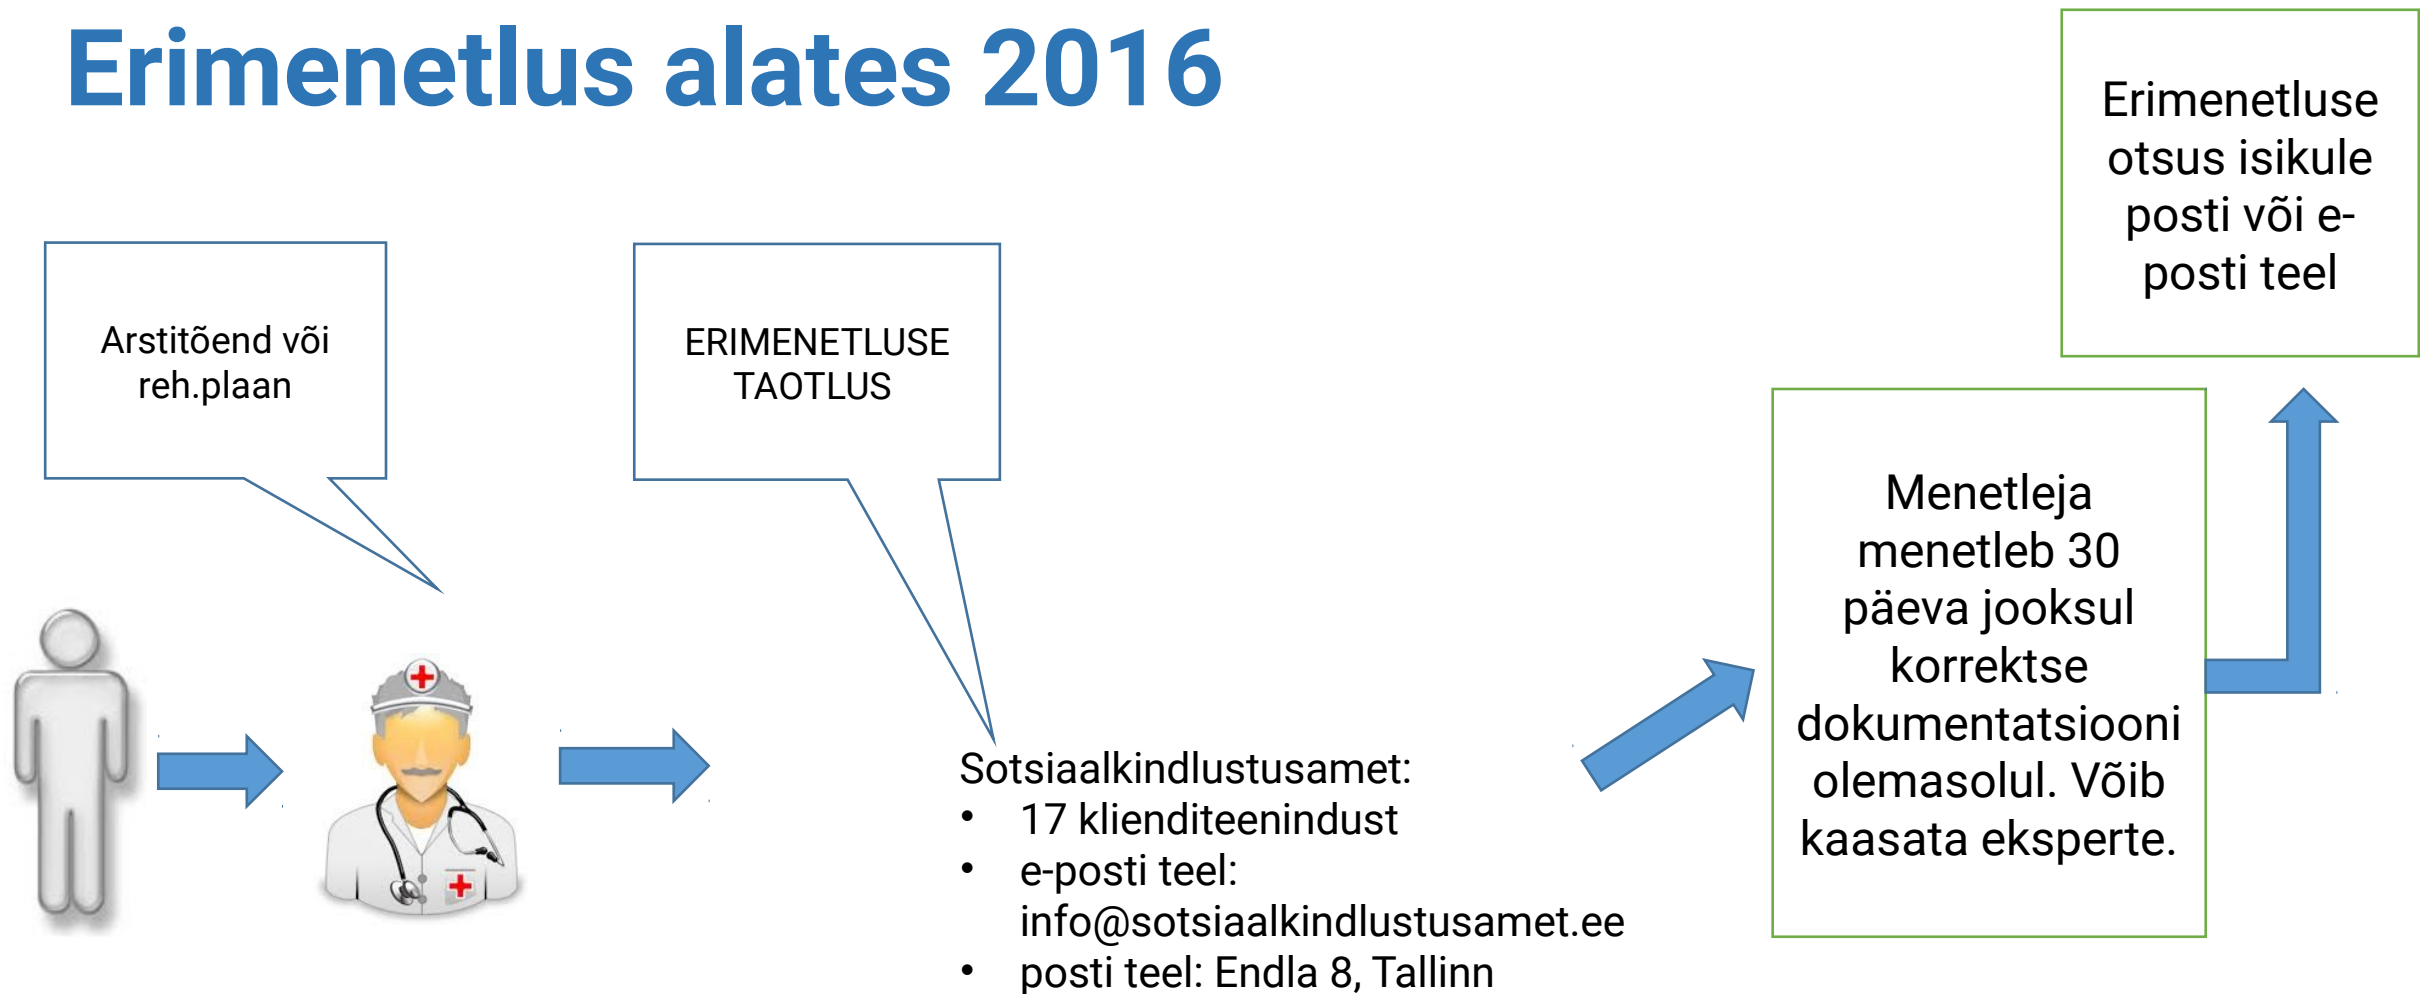 Erimenetlus alates 2016
Arstitõend või
reh.plaan
ERIMENETLUSE
TAOTLUS
Sotsiaalkindlustusamet:
• 17 klienditeenindust
• e-posti teel:
info@sotsiaalkindlustusamet.ee
• posti teel: Endla 8, Tallinn
Menetleja
menetleb 30
päeva jooksul
korrektse
dokumentatsiooni
olemasolul. Võib
kaasata eksperte.
Erimenetluse
otsus isikule
posti või e-
posti teel